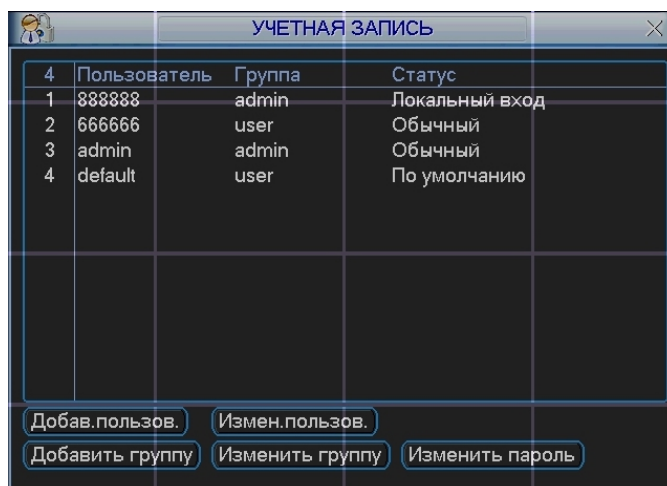 УЧЕТНАЯ ЗАПИСЬ
4 Пользователь Группа Статус
1 888888 admin Локальный вход
2 666666 user Обычный
3 admin admin Обычный
4 default user По умолчанию
Добав.пользов. Измен.пользов.
Добавить группу Изменить группу Изменить пароль